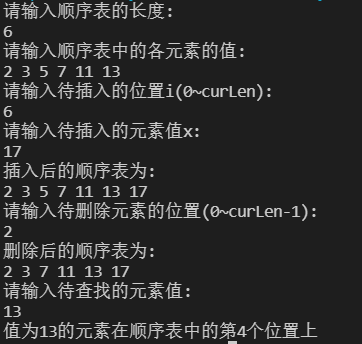 请输入顺序表的长度:
6
请输入顺序表中的各元素的值:
2 3 5 7 11 13
请输入待插入的位置i(0~curLen):
6
请输入待插入的元素值x:
17
插入后的顺序表为:
2 3 5 7 11 13 17
请输入待删除元素的位置(0~curLen-1):
2
删除后的顺序表为:
2 3 7 11 13 17
请输入待查找的元素值:
13
值为13的元素在顺序表中的第4个位置上